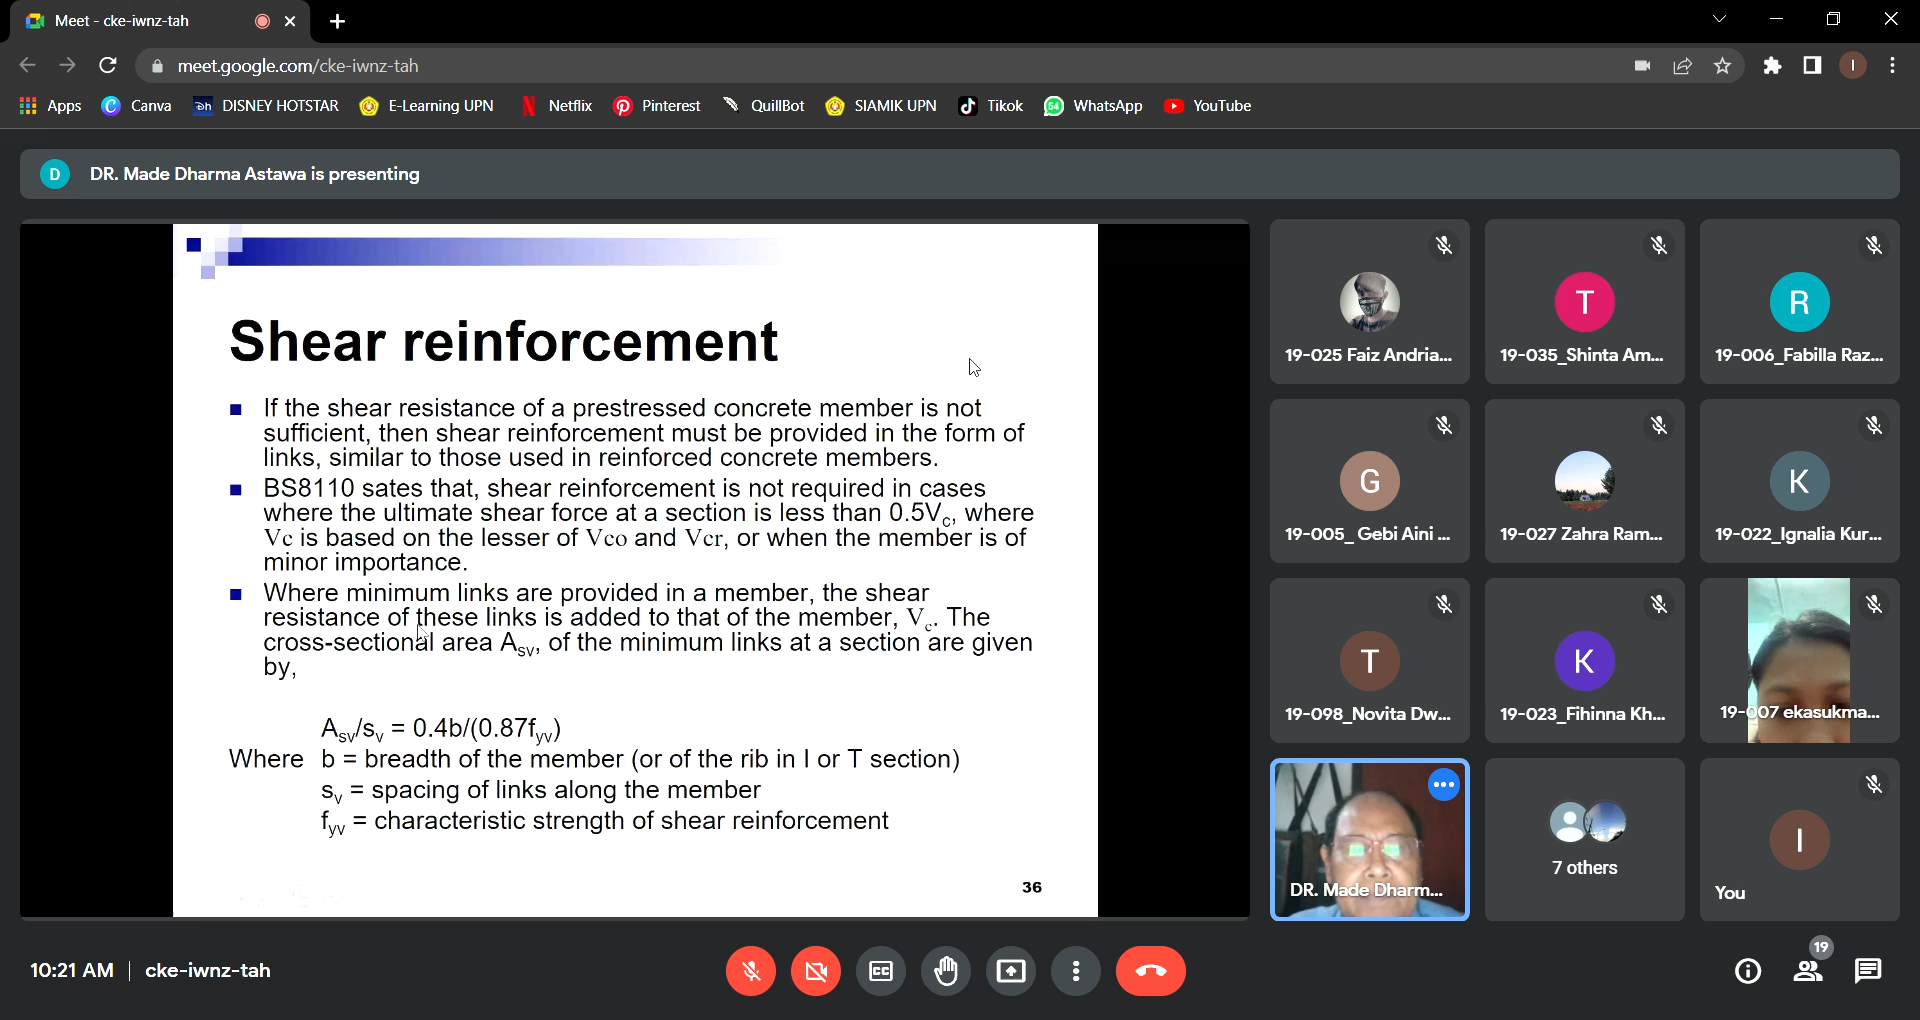 Meet - cke-iwnz-tah
meet.google.com/cke-iwnz-tah
I
Apps
Canva
DISNEY HOTSTAR
E-Learning UPN
Netflix
Pinterest
QuillBot
SIAMIK UPN
Tikok
WhatsApp
YouTube
D
DR. Made Dharma Astawa is presenting
Shear reinforcement
If the shear resistance of a prestressed concrete member is not
sufficient, then shear reinforcement must be provided in the form of
links, similar to those used in reinforced concrete members.
BS8110 sates that, shear reinforcement is not required in cases
where the ultimate shear force at a section is less than 0.5Vc, where
Vc is based on the lesser of Vco and Vcr, or when the member is of
minor importance.
Where minimum links are provided in a member, the shear
resistance of these links is added to that of the member, Vc. The
cross-sectional area Asv, of the minimum links at a section are given
by,
Asv/sv = 0.4b/(0.87fyv)
Where b = breadth of the member (or of the rib in I or T section)
sv = spacing of links along the member
fyv = characteristic strength of shear reinforcement
36
19-025 Faiz Andria...
T
19-035_Shinta Am...
R
19-006_Fabilla Raz...
G
19-005_ Gebi Aini ...
19-027 Zahra Ram...
K
19-022_Ignalia Kur...
T
19-098_Novita Dw...
K
19-023_Fihinna Kh...
19-007 ekasukma...
DR. Made Dharm...
7 others
I
You
10:21 AM | cke-iwnz-tah
CC
19